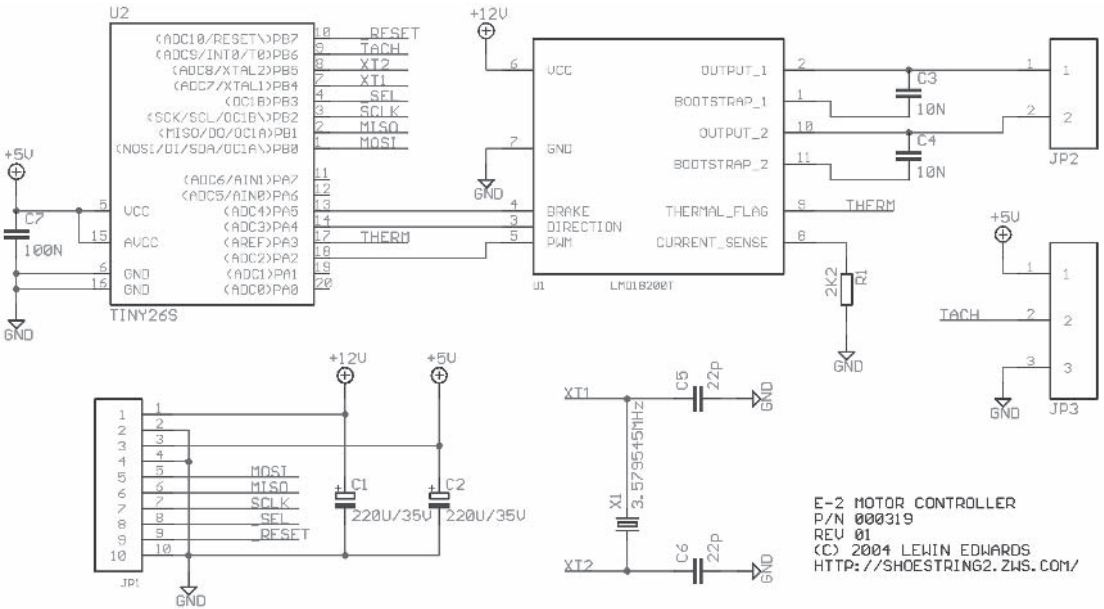 U2
(ADC10/RESET\)PB7 10 _RESET
(ADC9/INT0/T0)PB6 9 TACH
(ADC8/XTAL2)PB5 8 XT2
(ADC7/XTAL1)PB4 7 XT1
(OC1B)PB3 4 _SEL
(SCK/SCL/OC1B\)PB2 3 SCLK
(MISO/DO/OC1A)PB1 2 MISO
(NOSI/DI/SDA/OC1A\)PB0 1 MOSI
(ADC6/AIN1)PA7 11
(ADC5/AIN0)PA6 12
5 VCC (ADC4)PA5 13
(ADC3)PA4 14
15 AVCC (AREF)PA3 17 THERM
(ADC2)PA2 18
6 GND (ADC1)PA1 19
16 GND (ADC0)PA0 20
TINY26S
+5V
C7
100N
GND
+12V
6 VCC OUTPUT_1 2
BOOTSTRAP_1 1
OUTPUT_2 10
7 GND
BOOTSTRAP_2 11
GND
4 BRAKE THERMAL_FLAG 9 THERM
3 DIRECTION
5 PWM CURRENT_SENSE 8
U1 LMD18200T
C3
10N
C4
10N
1 1
2 2
JP2
2K2 R1
GND
+5V
1 1
TACH 2 2
3 3
GND
JP3
+12V
+5V
1 1
2 2
3 3
4 4
5 5 MOSI
6 6 MISO
7 7 SCLK
8 8 _SEL
9 9 _RESET
10 10
JP1
GND
+ C1
220U/35V
+ C2
220U/35V
XT1
C5 22p
GND
X1 3.579545MHz
XT2
C6 22p
GND
E-2 MOTOR CONTROLLER
P/N 000319
REV 01
(C) 2004 LEWIN EDWARDS
HTTP://SHOESTRING2.ZWS.COM/